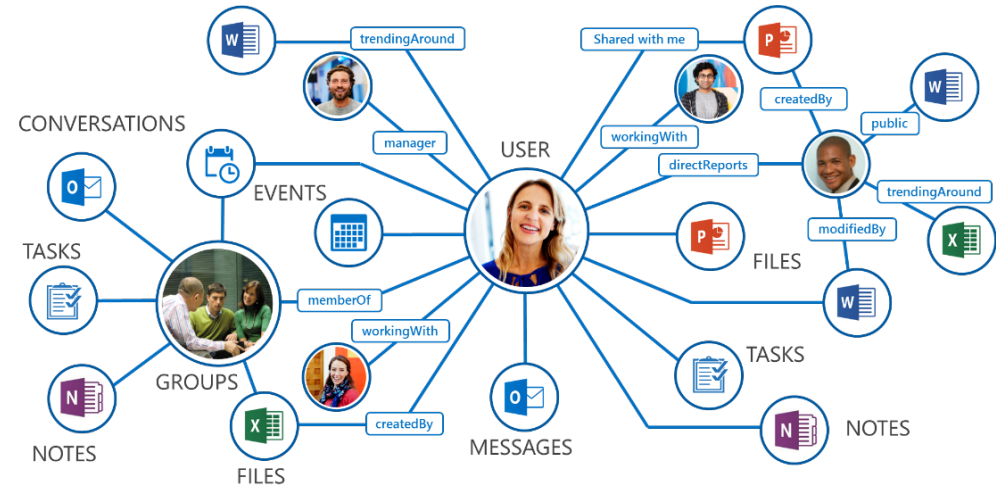 trendingAround
Shared with me
createdBy
public
CONVERSATIONS
manager
workingWith
USER
directReports
EVENTS
trendingAround
modifiedBy
TASKS
FILES
memberOf
workingWith
TASKS
GROUPS
createdBy
NOTES
MESSAGES
NOTES
FILES
W
P
W
O
P
X
W
N
X
O
N